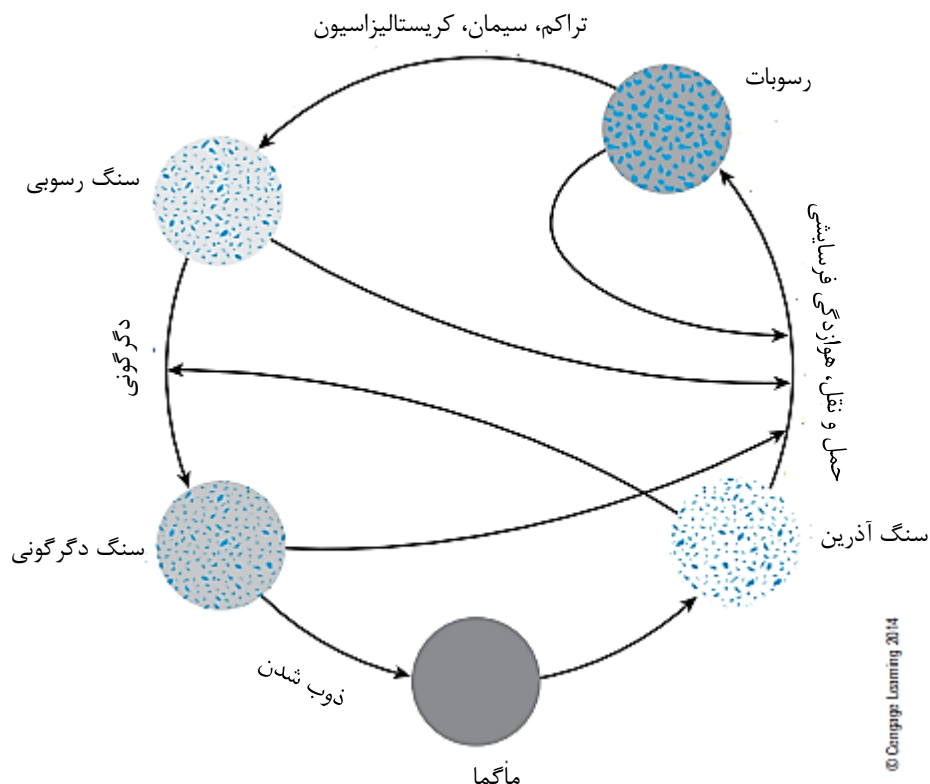 تراکم، سیمان، کریستالیزاسیون
رسوبات
سنگ رسوبی
حمل و نقل، هوازدگی فرسایشی
دگرگونی
سنگ دگرگونی
سنگ آذرین
ذوب شدن
مأگما
© Cengage Learning 2014